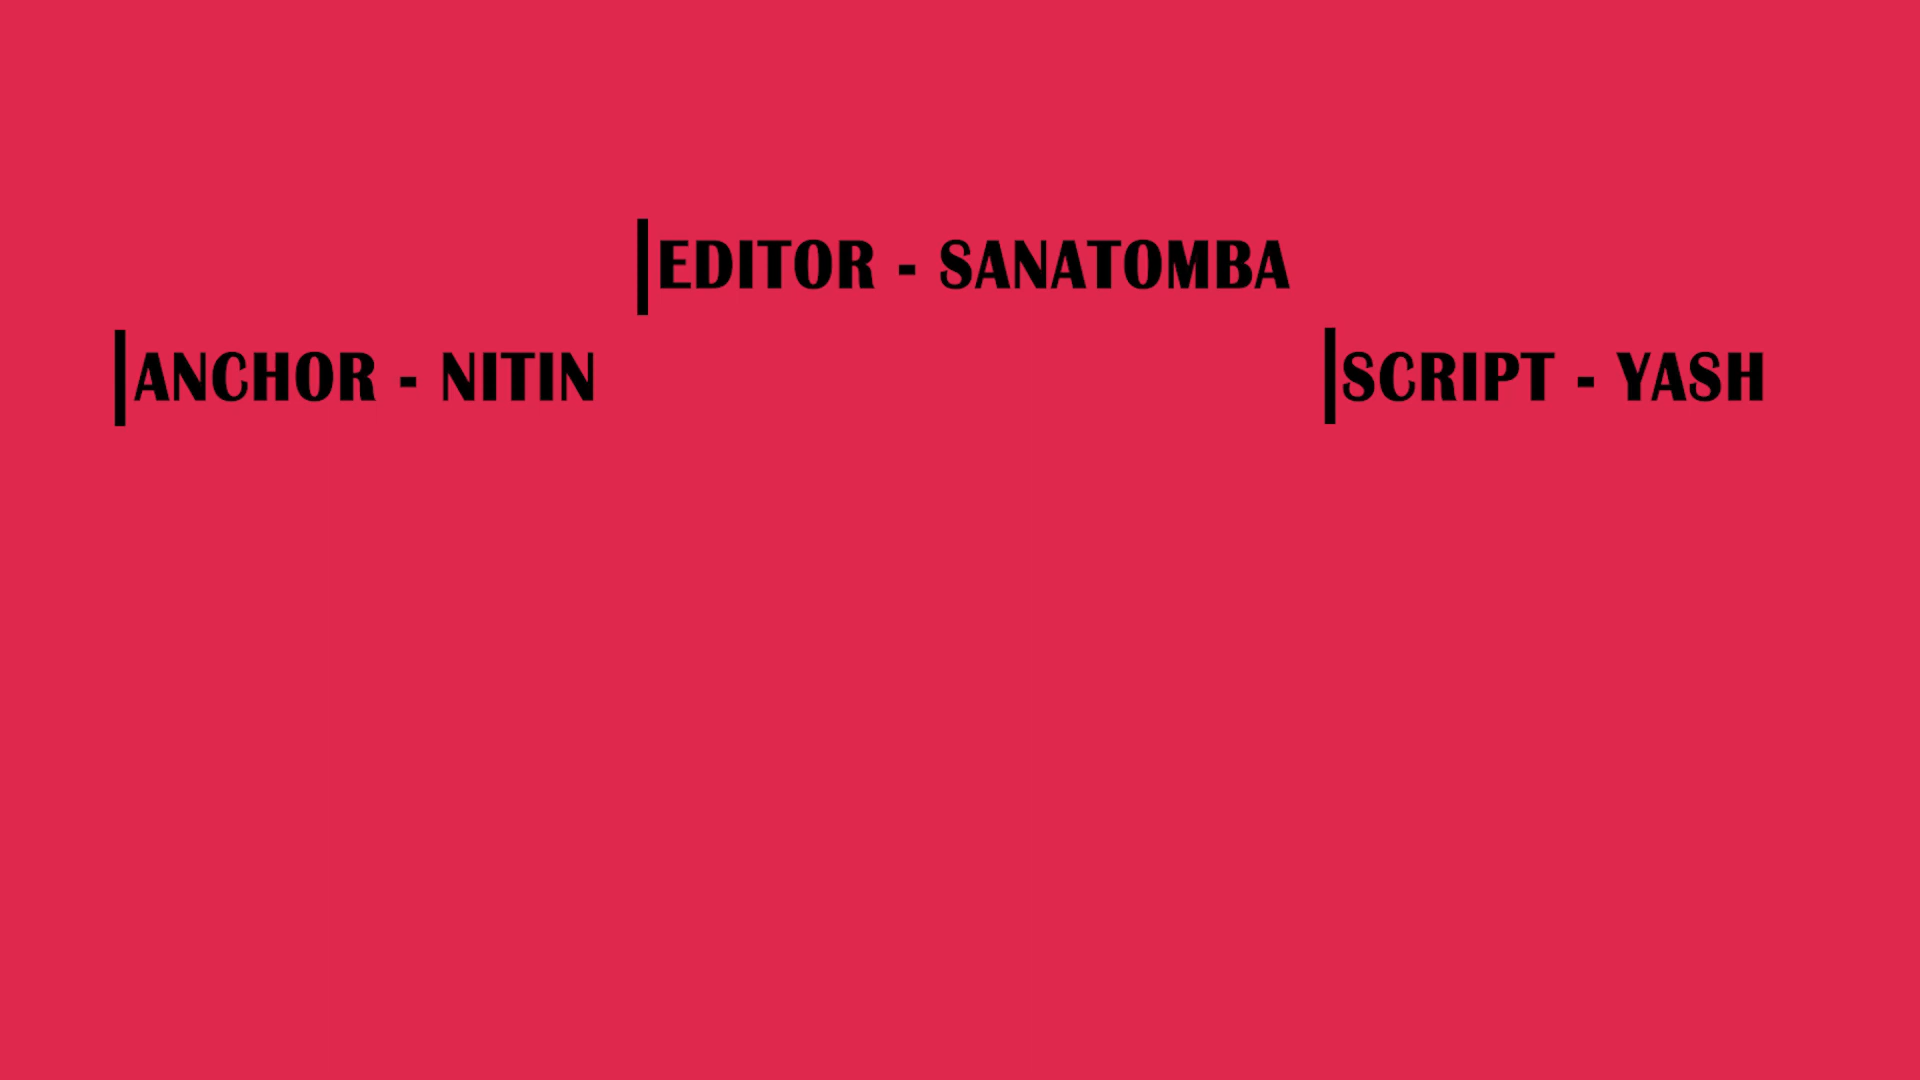 EDITOR - SANATOMBA
ANCHOR - NITIN
SCRIPT - YASH